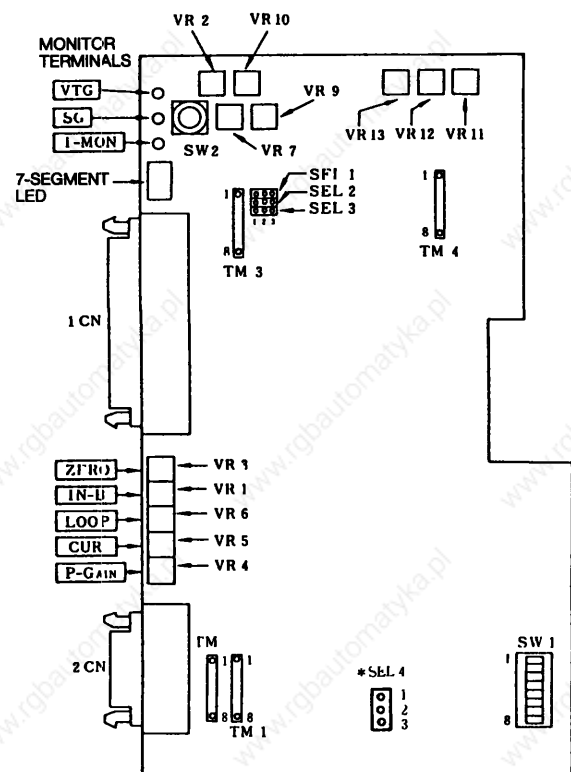 VR 2
VR 10
MONITOR
TERMINALS
VTG
SG
I-MON
SW2
VR 7
VR 9
VR 13
VR 12
VR 11
7-SEGMENT
LED
SEL 1
SEL 2
SEL 3
1 2 3
1
8
TM 3
1
8
TM 4
1 CN
ZERO
VR 3
IN-B
VR 1
LOOP
VR 6
CUR
VR 5
P-GAIN
VR 4
2 CN
TM
1
8
1
8
TM 1
*SEL 4
1
2
3
SW 1
1
8
www.rgbautomatyka.pl